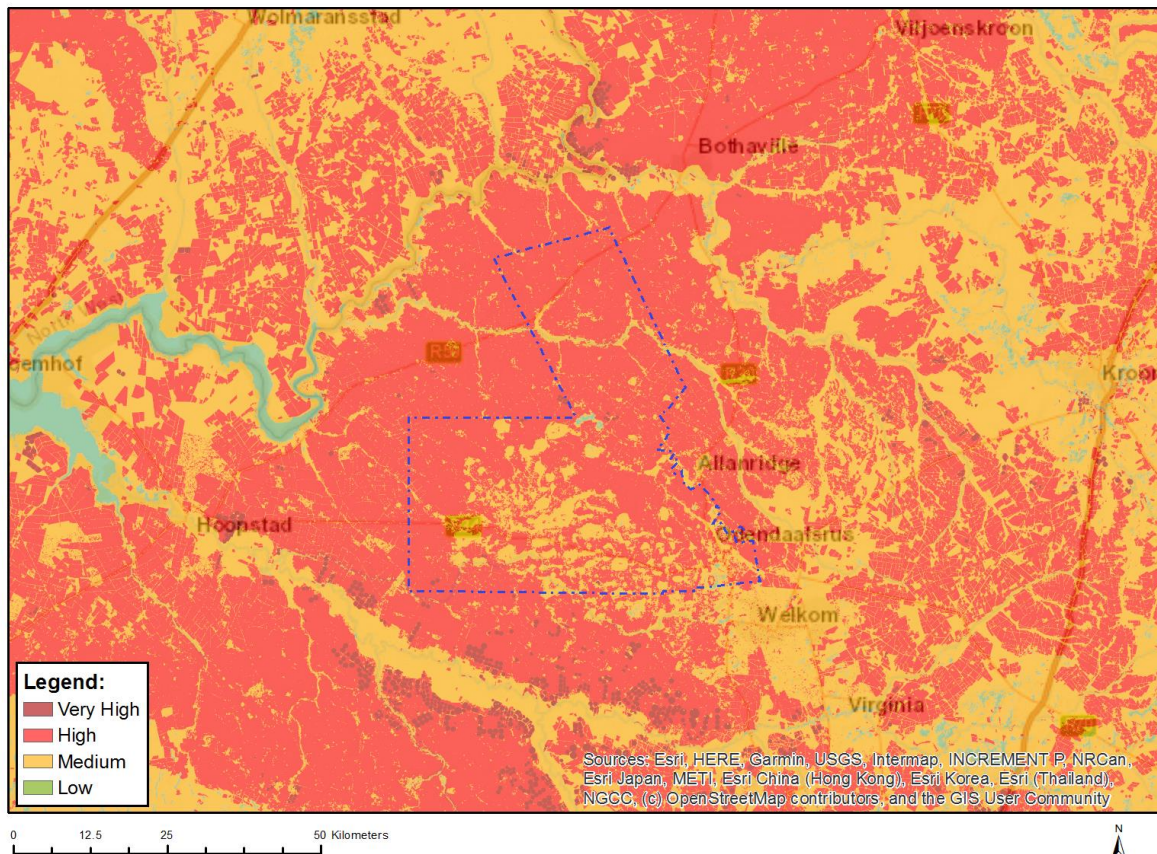 Wolmaransstad
Viljoenskroon
Bothaville
gemhof
Kroon
Allanridge
Hoopstad
Odendaalsrus
Welkom
Virginia
Legend:
Very High
High
Medium
Low
Sources: Esri, HERE, Garmin, USGS, Intermap, INCREMENT P, NRCan,
Esri Japan, METI, Esri China (Hong Kong), Esri Korea, Esri (Thailand),
NGCC, (c) OpenStreetMap contributors, and the GIS User Community
0 12.5 25 50 Kilometers
N